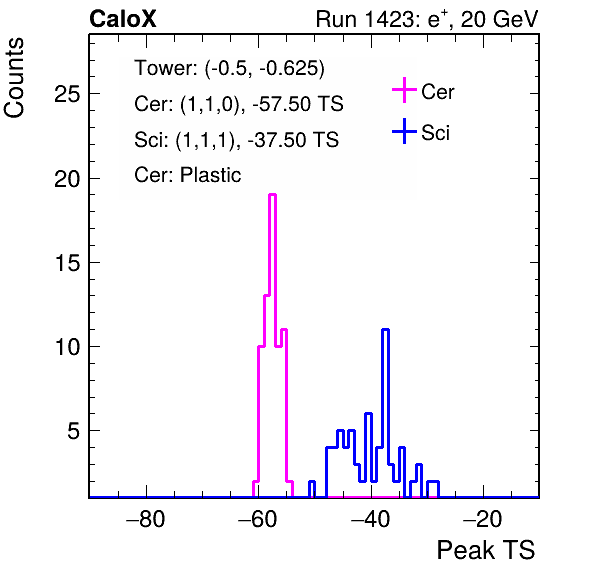 CaloX Run 1423: e⁺, 20 GeV
Counts
Tower: (-0.5, -0.625)
Cer: (1,1,0), -57.50 TS
Sci: (1,1,1), -37.50 TS
Cer: Plastic
Cer
Sci
25
20
15
10
5
−80 −60 −40 −20
Peak TS